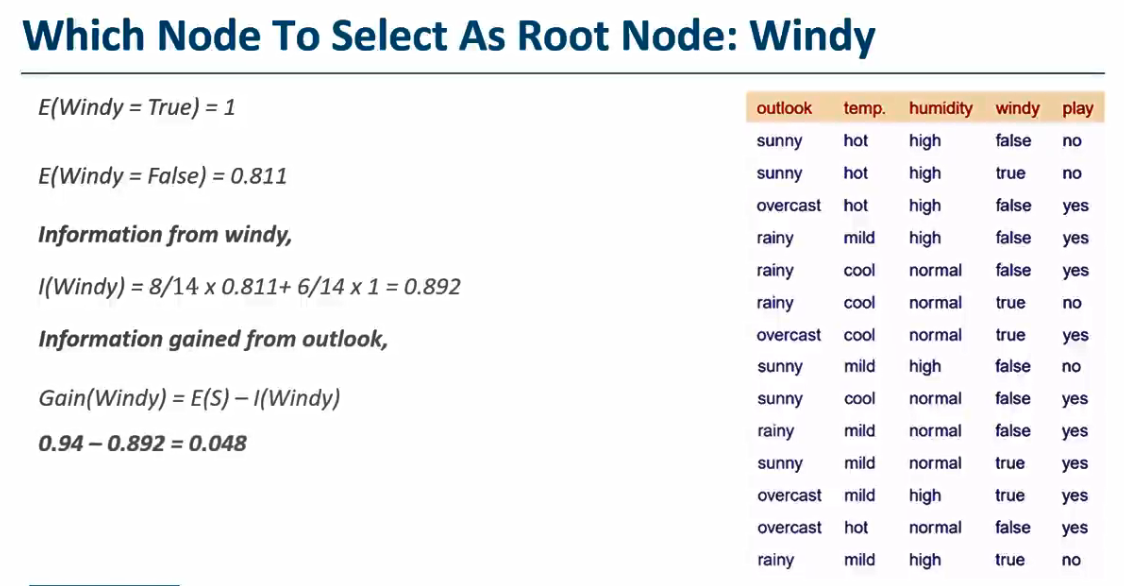 Which Node To Select As Root Node: Windy
E(Windy = True) = 1
E(Windy = False) = 0.811
Information from windy,
I(Windy) = 8/14 x 0.811+ 6/14 x 1 = 0.892
Information gained from outlook,
Gain(Windy) = E(S) – I(Windy)
0.94 – 0.892 = 0.048
outlook temp. humidity windy play
sunny hot high false no
sunny hot high true no
overcast hot high false yes
rainy mild high false yes
rainy cool normal false yes
rainy cool normal true no
overcast cool normal true yes
sunny mild high false no
sunny cool normal false yes
rainy mild normal false yes
sunny mild normal true yes
overcast mild high true yes
overcast hot normal false yes
rainy mild high true no